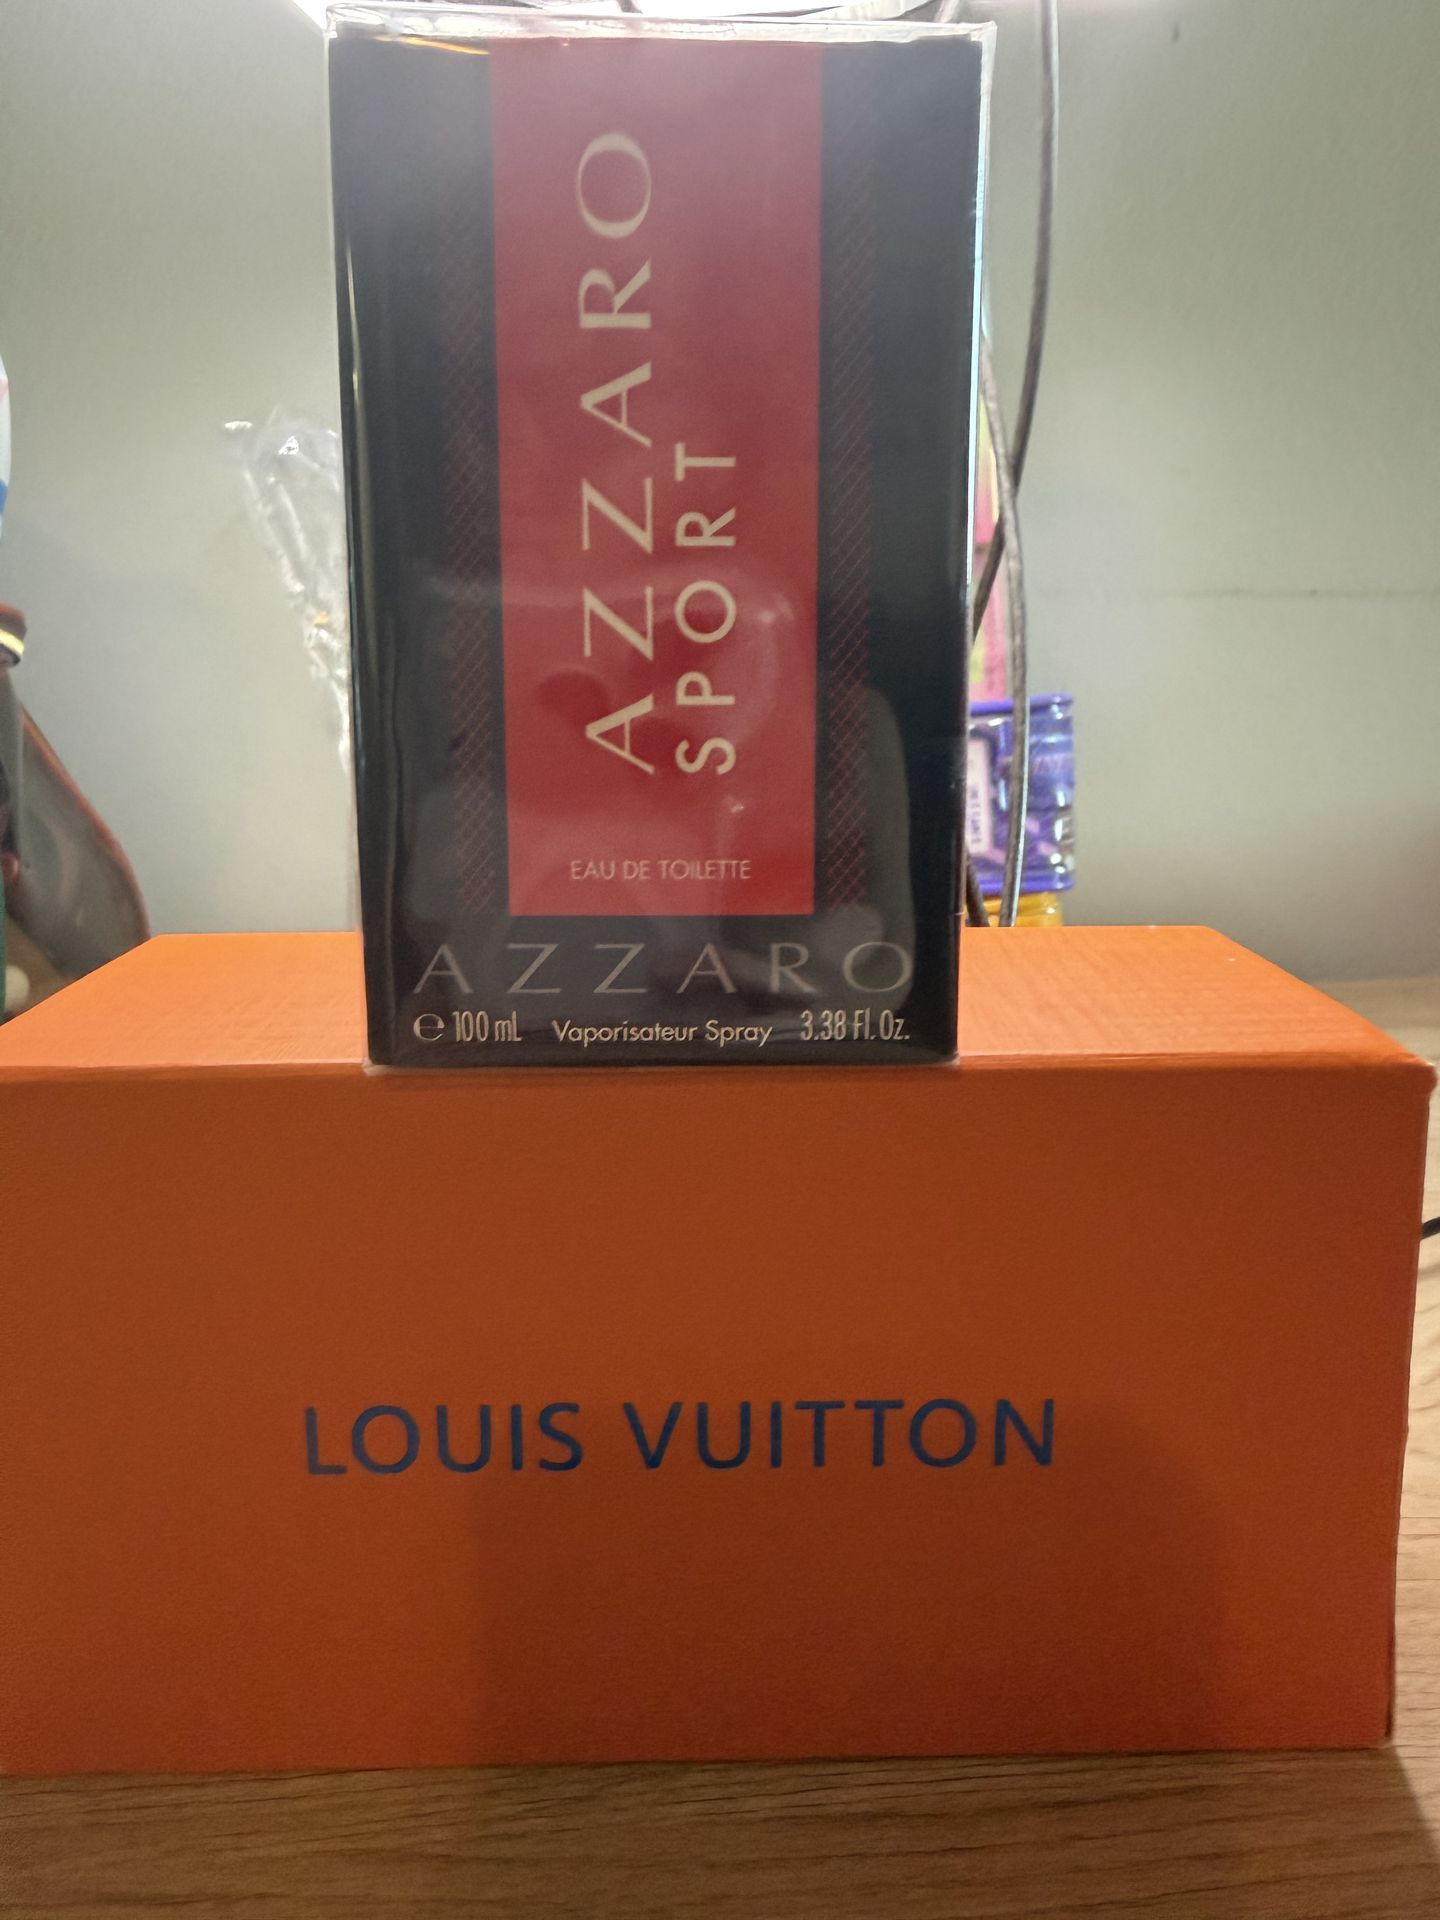 AZZARO
SPORT
EAU DE TOILETTE
AZZARO
e 100 mL Vaporisateur Spray 3.38 Fl. Oz.
LOUIS VUITTON